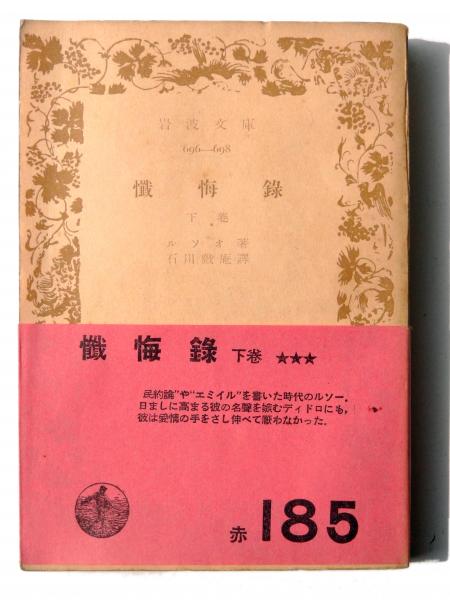 岩波文庫
696—698
懺悔錄
下卷
ルソオ著
石川戯庵譯
懺悔錄 下巻 ★★★
民約論”や“エミイル”を書いた時代のルソー.
日ましに高まる彼の名聲を嫉むディドロにも,
彼は愛情の手をさし伸べて厭わなかった.
赤 185